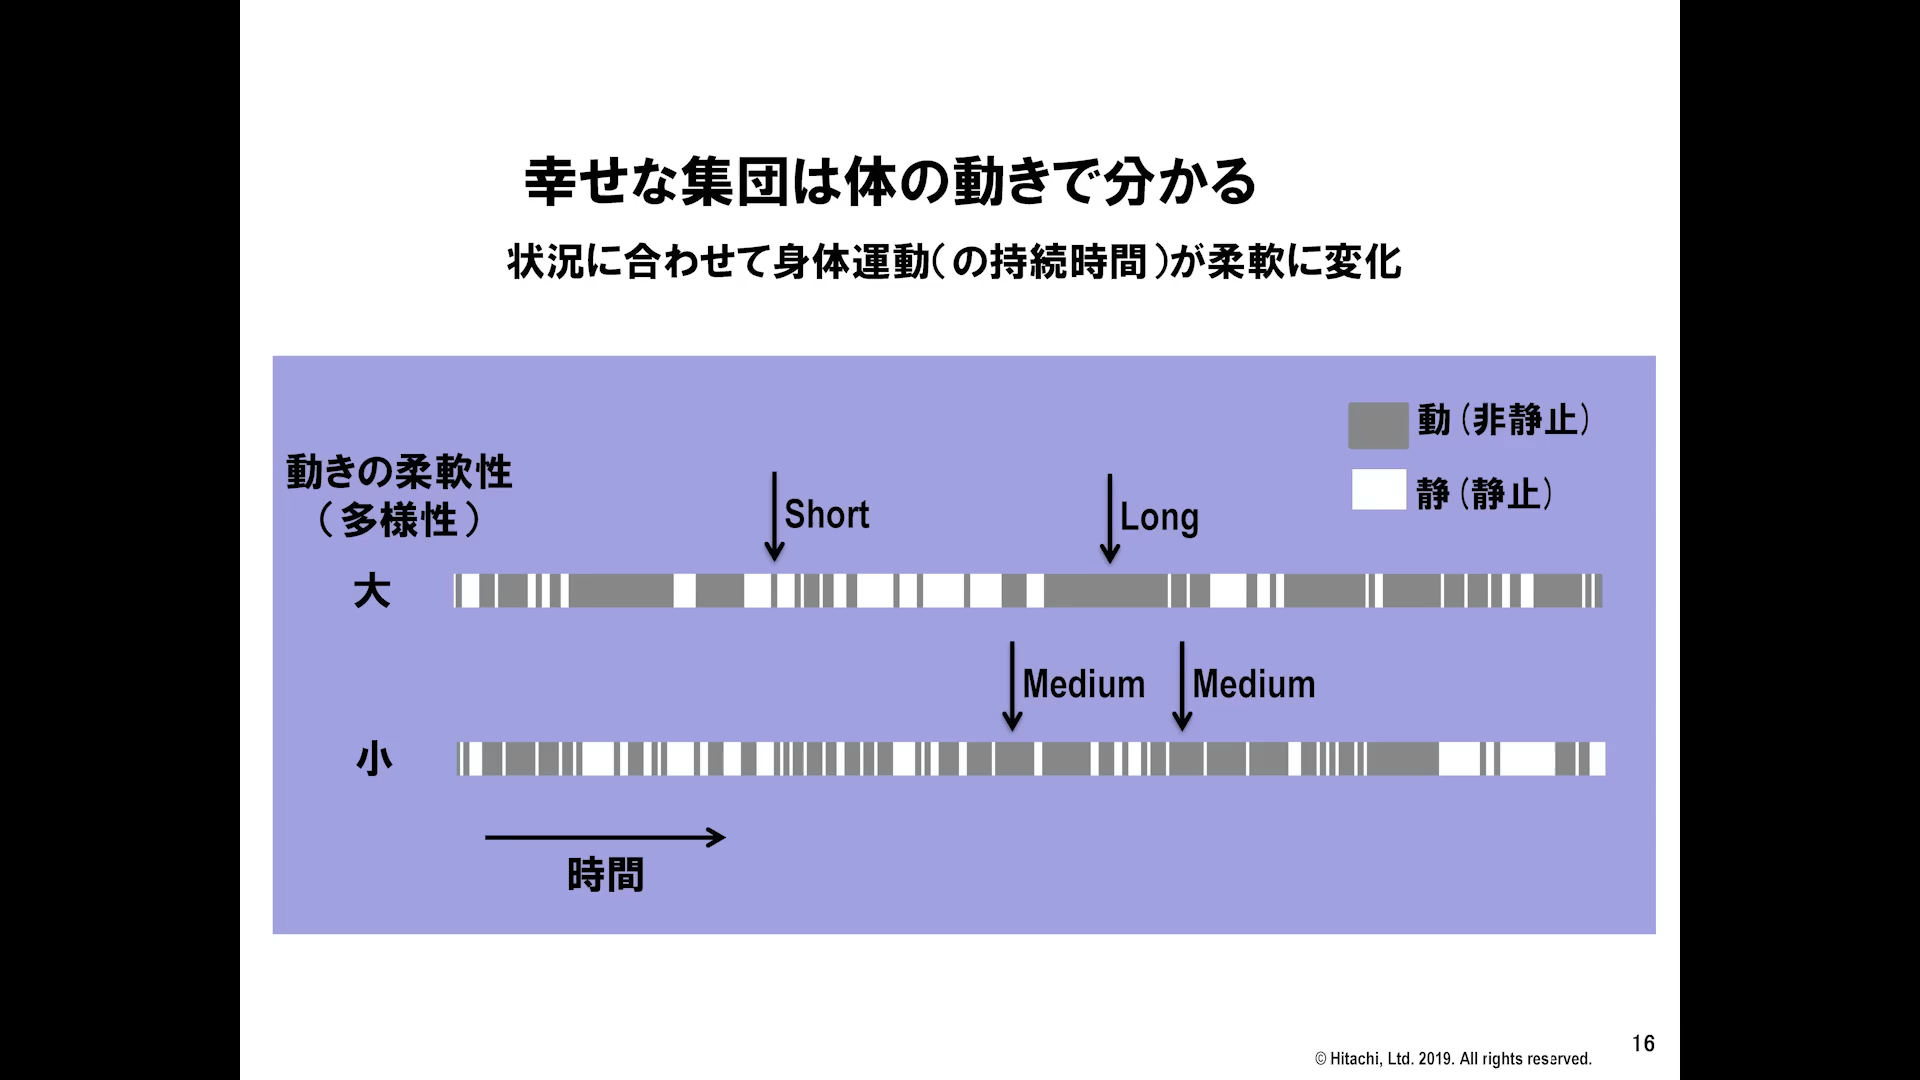 幸せな集団は体の動きで分かる
状況に合わせて身体運動(の持続時間)が柔軟に変化
動(非静止)
静(静止)
動きの柔軟性
(多様性)
Short
Long
大
Medium
Medium
小
時間
16
© Hitachi, Ltd. 2019. All rights reserved.